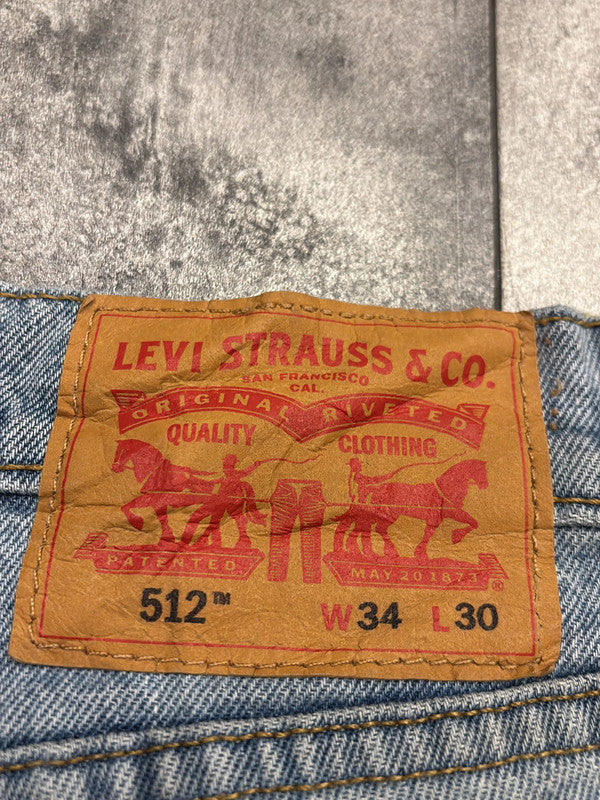 LEVI STRAUSS & CO.
SAN FRANCISCO
CAL.
ORIGINAL RIVETED
QUALITY CLOTHING
PATENTED MAY 20 1873 ®
512™ W34 L30